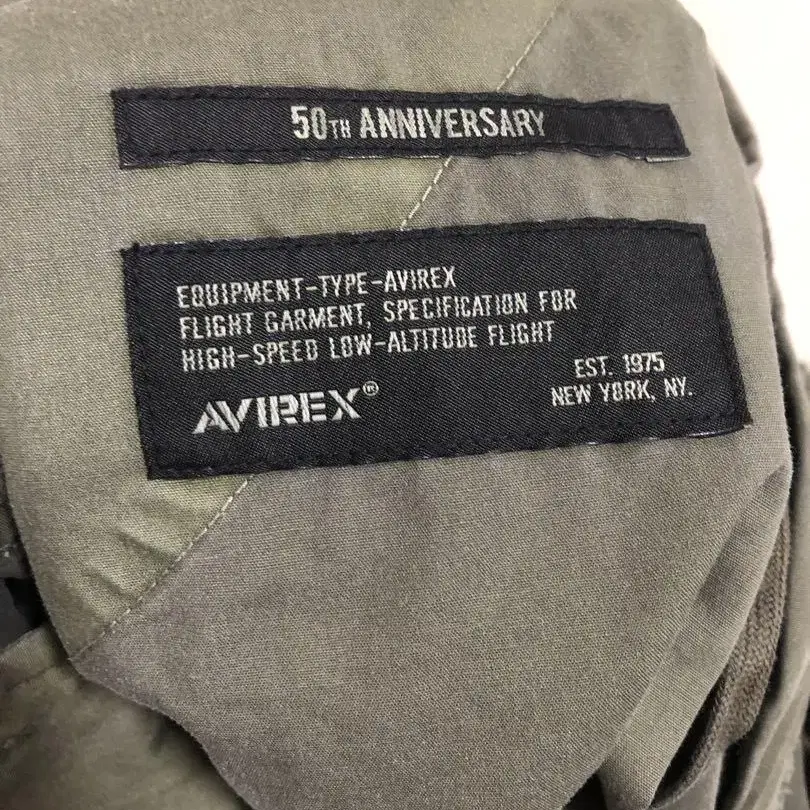 50TH ANNIVERSARY
EQUIPMENT-TYPE-AVIREX
FLIGHT GARMENT, SPECIFICATION FOR
HIGH-SPEED LOW-ALTITUDE FLIGHT
EST. 1975
NEW YORK, NY.
AVIREX®